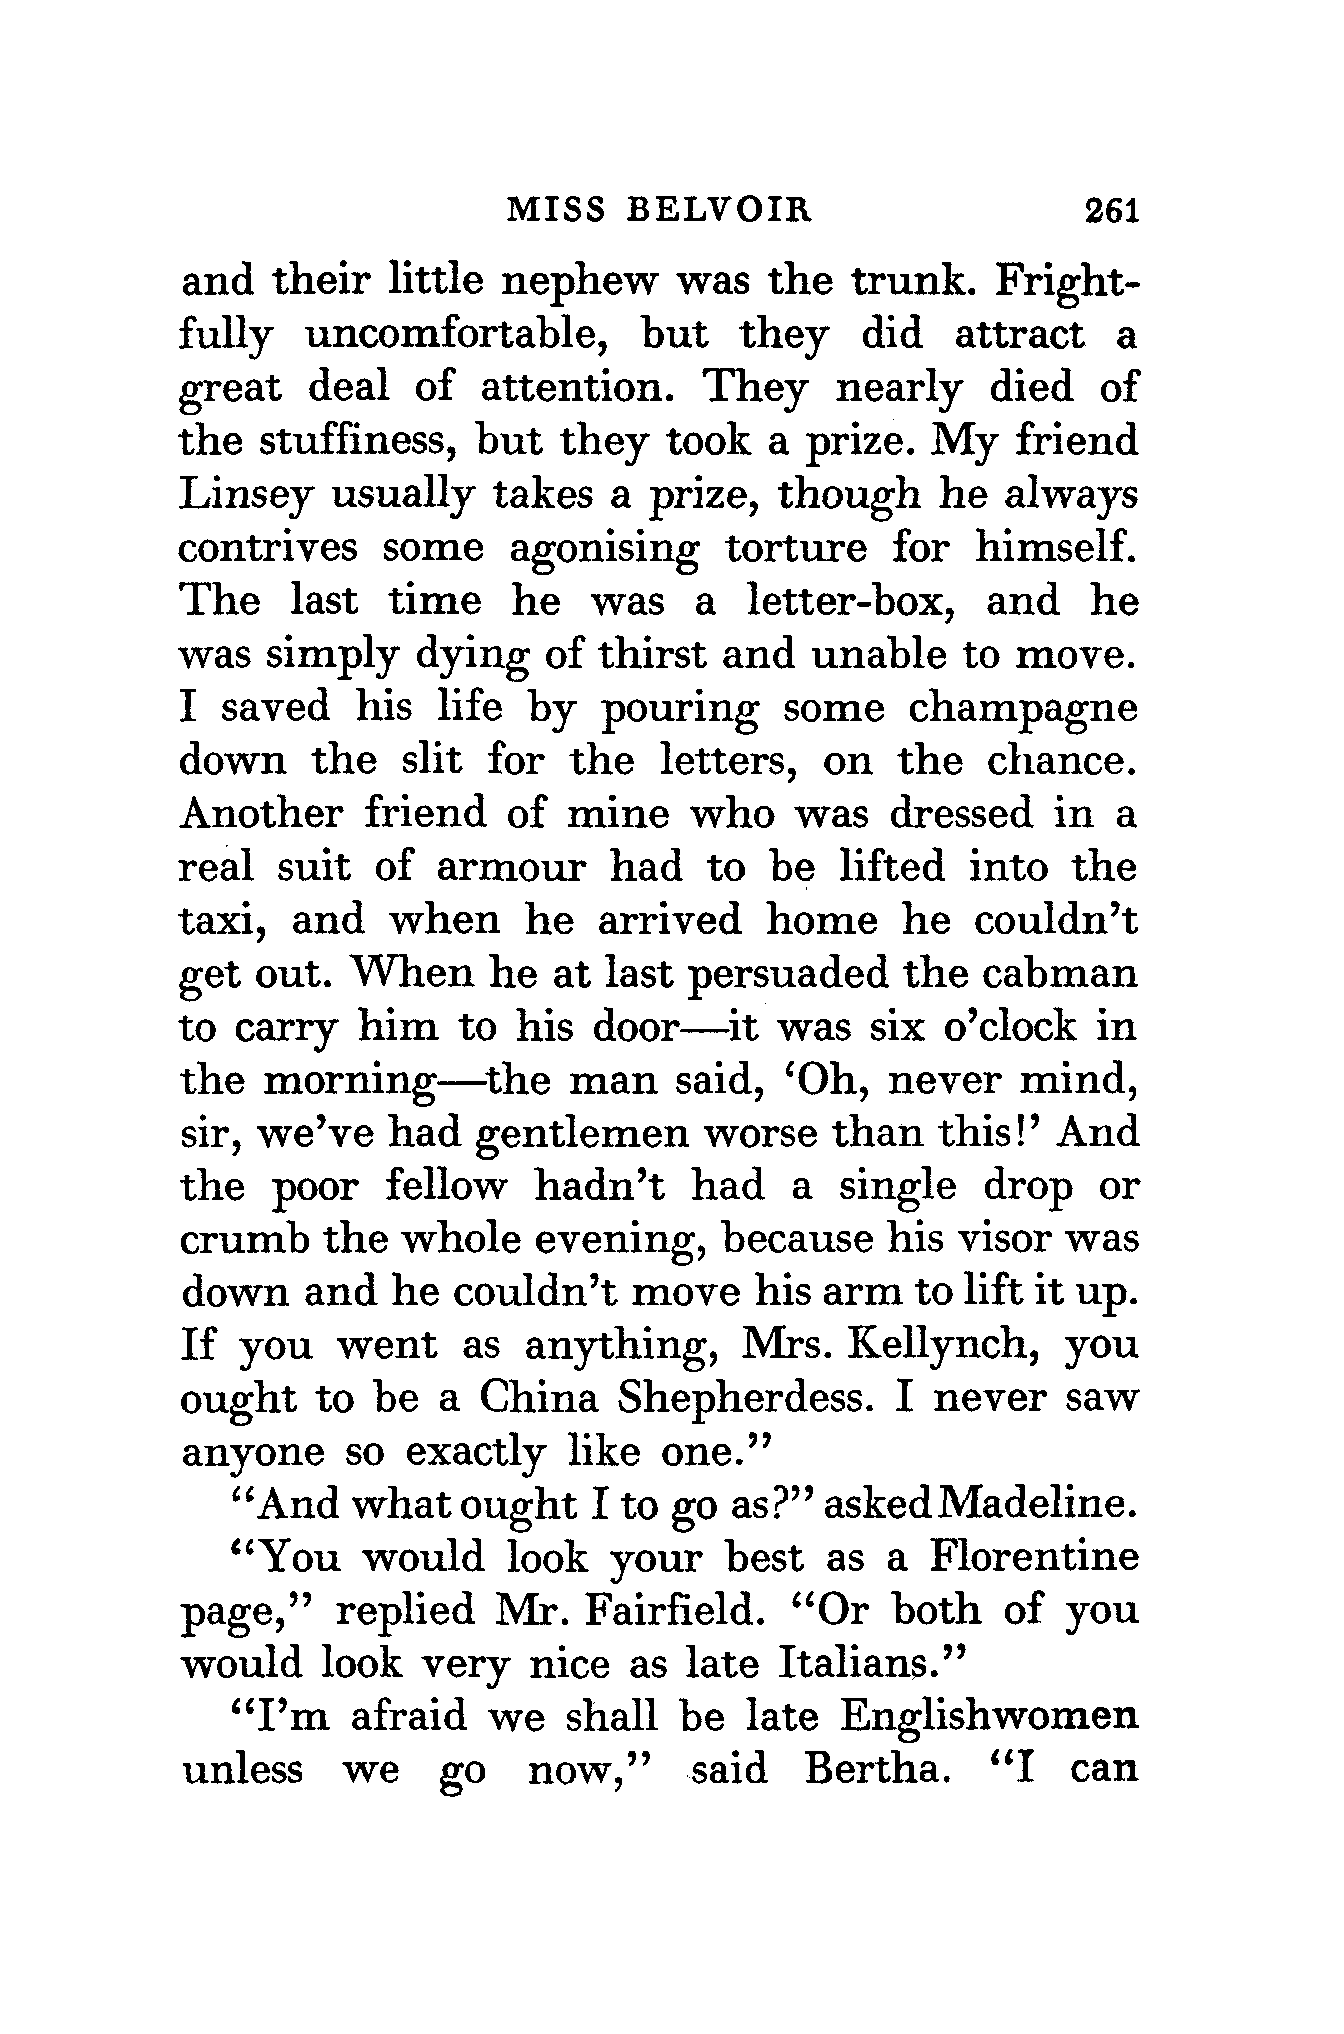 MISS BELVOIR 261
and their little nephew was the trunk. Fright-
fully uncomfortable, but they did attract a
great deal of attention. They nearly died of
the stuffiness, but they took a prize. My friend
Linsey usually takes a prize, though he always
contrives some agonising torture for himself.
The last time he was a letter-box, and he
was simply dying of thirst and unable to move.
I saved his life by pouring some champagne
down the slit for the letters, on the chance.
Another friend of mine who was dressed in a
real suit of armour had to be lifted into the
taxi, and when he arrived home he couldn't
get out. When he at last persuaded the cabman
to carry him to his door—it was six o'clock in
the morning—the man said, ‘Oh, never mind,
sir, we've had gentlemen worse than this!’ And
the poor fellow hadn't had a single drop or
crumb the whole evening, because his visor was
down and he couldn't move his arm to lift it up.
If you went as anything, Mrs. Kellynch, you
ought to be a China Shepherdess. I never saw
anyone so exactly like one.”
“And what ought I to go as?” asked Madeline.
“You would look your best as a Florentine
page,” replied Mr. Fairfield. “Or both of you
would look very nice as late Italians.”
“I'm afraid we shall be late Englishwomen
unless we go now,” said Bertha. “I can